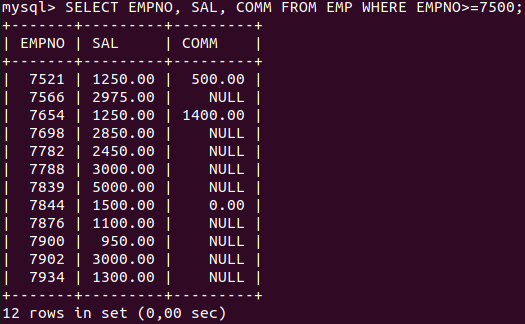 mysql> SELECT EMPNO, SAL, COMM FROM EMP WHERE EMPNO>=7500;
+-------+---------+---------+
| EMPNO | SAL     | COMM    |
+-------+---------+---------+
|  7521 | 1250.00 |  500.00 |
|  7566 | 2975.00 |    NULL |
|  7654 | 1250.00 | 1400.00 |
|  7698 | 2850.00 |    NULL |
|  7782 | 2450.00 |    NULL |
|  7788 | 3000.00 |    NULL |
|  7839 | 5000.00 |    NULL |
|  7844 | 1500.00 |    0.00 |
|  7876 | 1100.00 |    NULL |
|  7900 |  950.00 |    NULL |
|  7902 | 3000.00 |    NULL |
|  7934 | 1300.00 |    NULL |
+-------+---------+---------+
12 rows in set (0,00 sec)